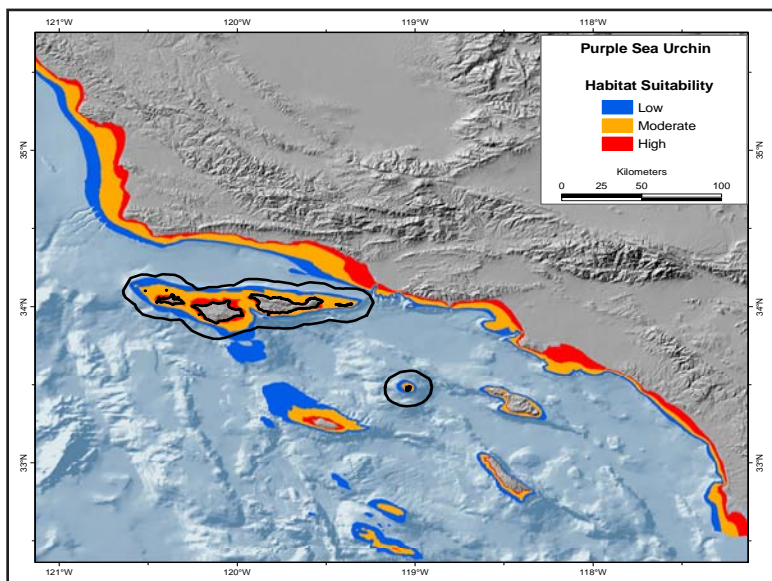 121°W 120°W 119°W 118°W
Purple Sea Urchin
Habitat Suitability
Low
Moderate
High
Kilometers
0 25 50 100
35°N 35°N
34°N 34°N
33°N 33°N
121°W 120°W 119°W 118°W